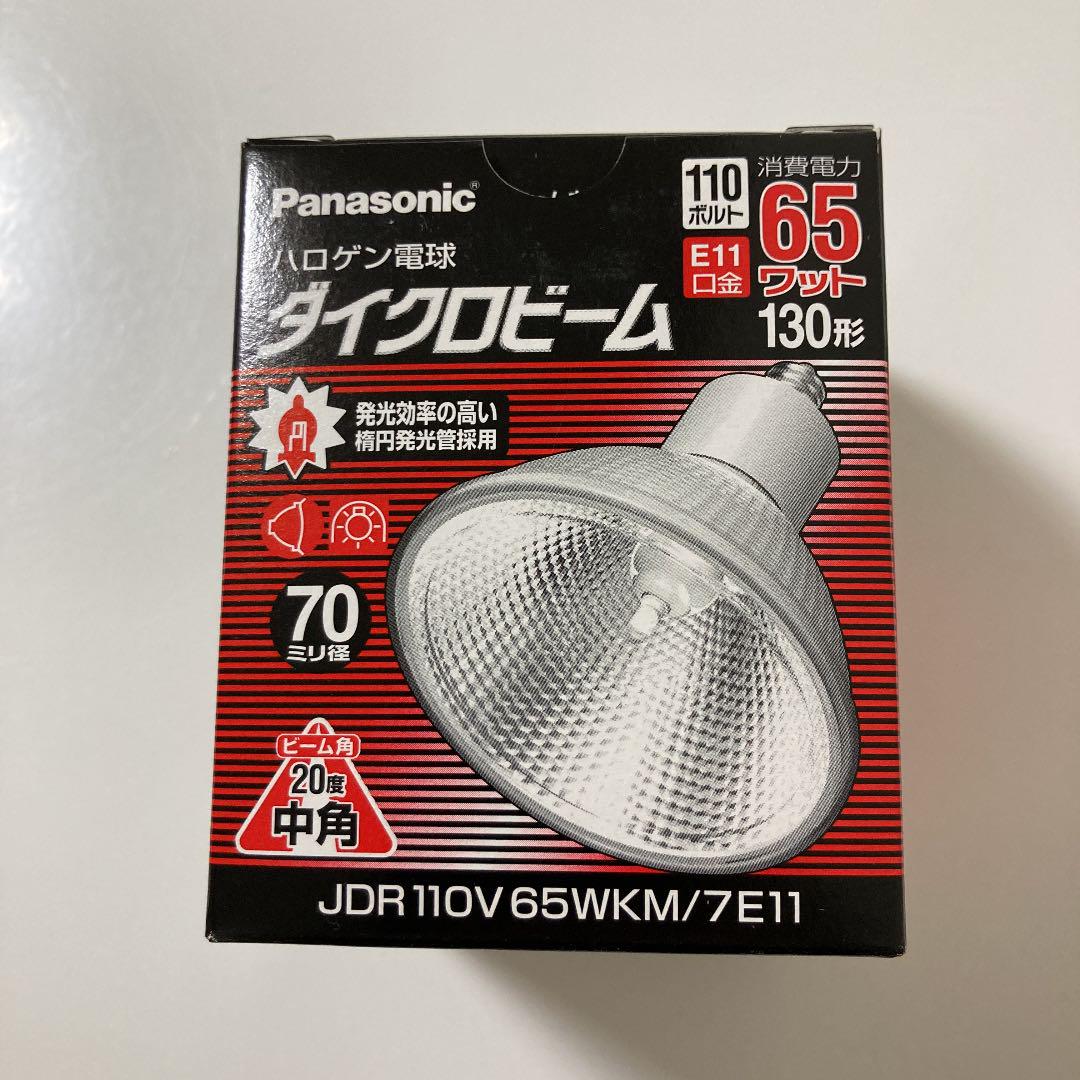 Panasonic®
ハロゲン電球
ダイクロビーム
110
ボルト
E11
口金
消費電力
65
ワット
130形
発光効率の高い
楕円発光管採用
70
ミリ径
ビーム角
20度
中角
JDR110V65WKM/7E11